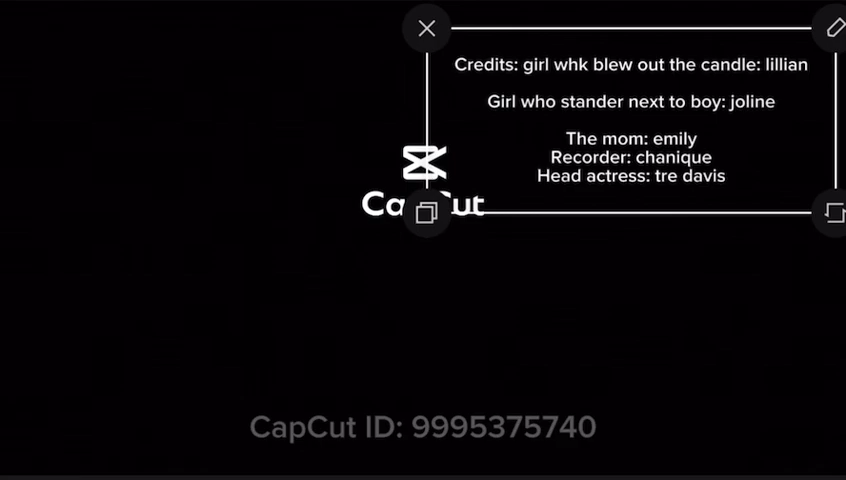 Credits: girl whk blew out the candle: lillian
Girl who stander next to boy: joline
The mom: emily
Recorder: chanique
Head actress: tre davis
CapCut
CapCut ID: 9995375740